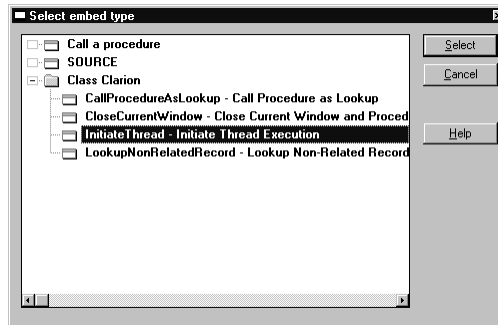 Select embed type
Call a procedure
SOURCE
Class Clarion
CallProcedureAsLookup - Call Procedure as Lookup
CloseCurrentWindow - Close Current Window and Proced
InitiateThread - Initiate Thread Execution
LookupNonRelatedRecord - Lookup Non-Related Record
Select
Cancel
Help